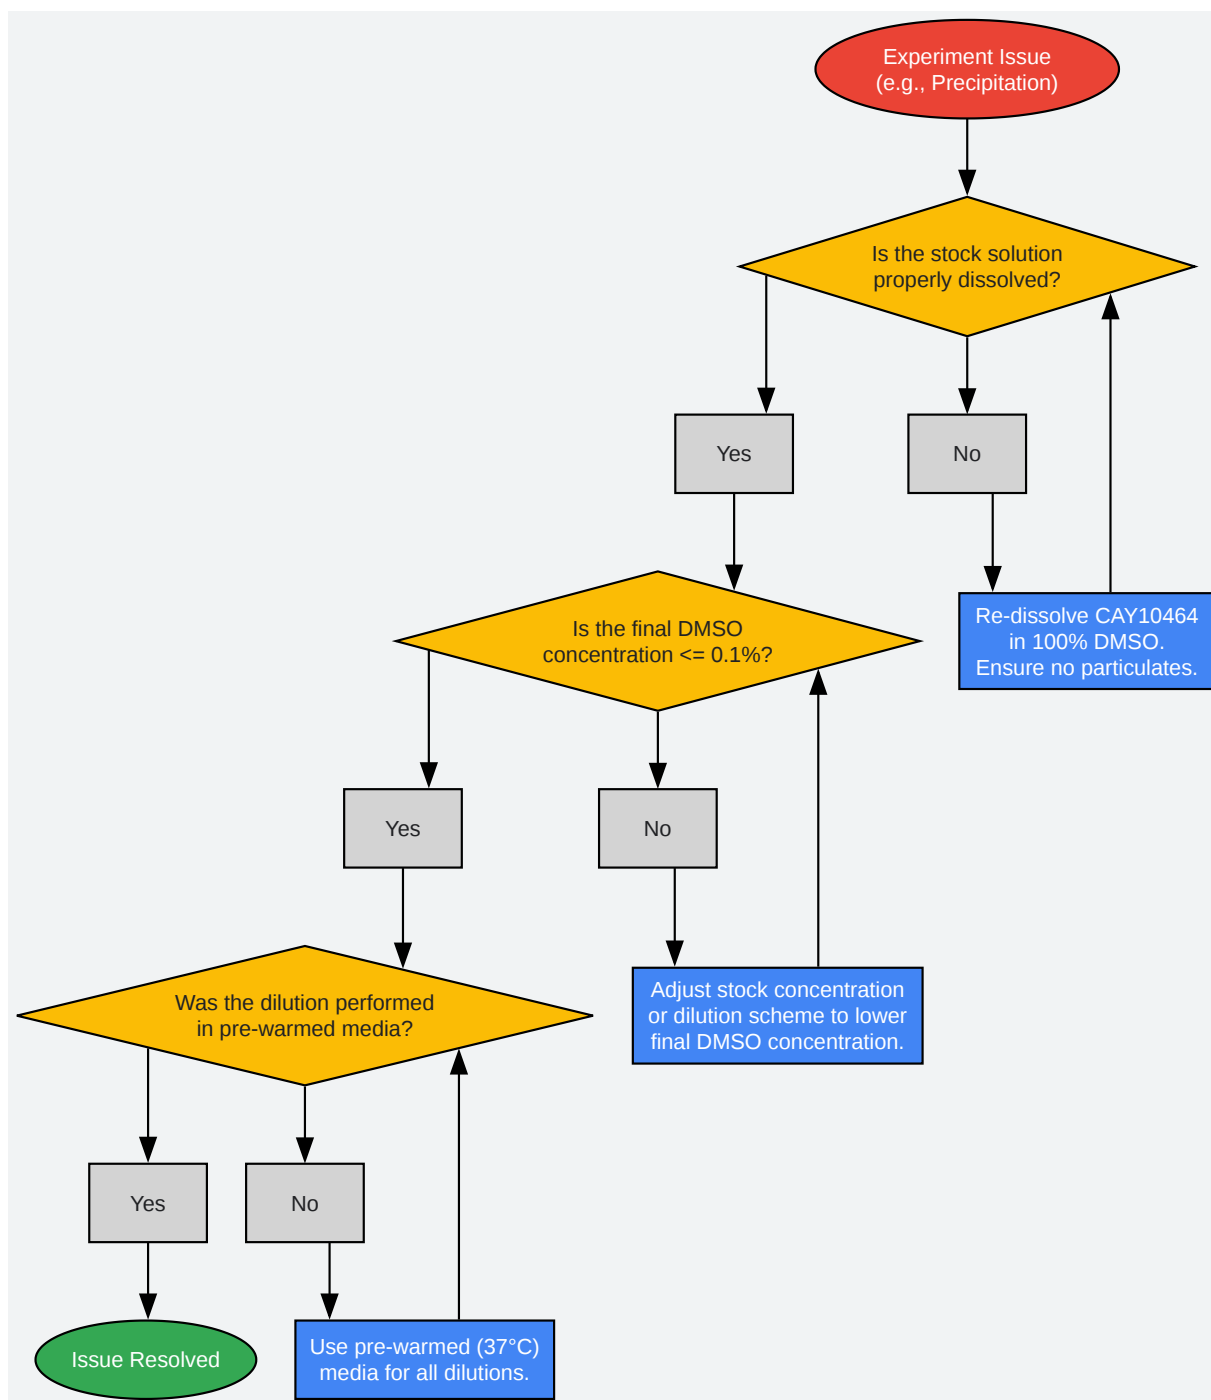 Experiment Issue
(e.g., Precipitation)
Is the stock solution
properly dissolved?
Yes
No
Is the final DMSO
concentration <= 0.1%?
Re-dissolve CAY10464
in 100% DMSO.
Ensure no particulates.
Yes
No
Was the dilution performed
in pre-warmed media?
Adjust stock concentration
or dilution scheme to lower
final DMSO concentration.
Yes
No
Issue Resolved
Use pre-warmed (37°C)
media for all dilutions.